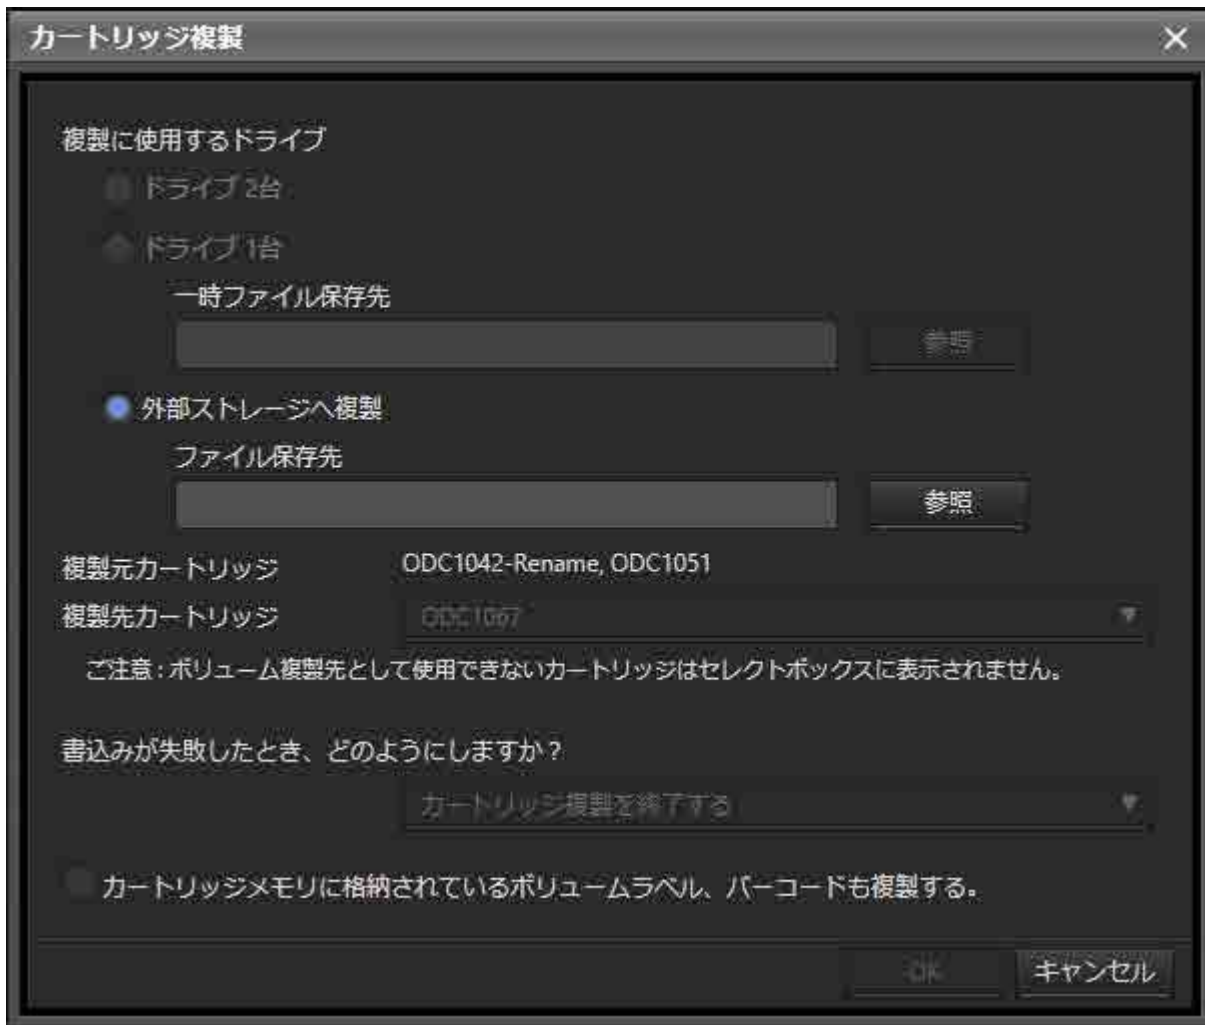 カートリッジ複製
複製に使用するドライブ
ドライブ 2台
ドライブ 1台
一時ファイル保存先
参照
外部ストレージへ複製
ファイル保存先
参照
複製元カートリッジ ODC1042-Rename, ODC1051
複製先カートリッジ ODC1067
ご注意 : ボリューム複製先として使用できないカートリッジはセレクトボックスに表示されません。
書込みが失敗したとき、どのようにしますか？
カートリッジ複製を終了する
カートリッジメモリに格納されているボリュームラベル、バーコードも複製する。
OK キャンセル